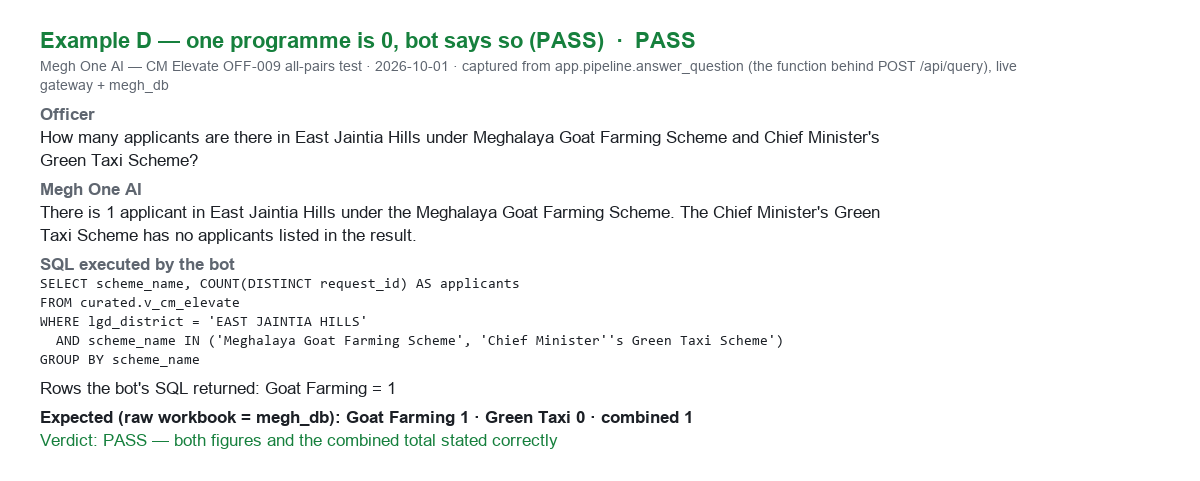 Example D — one programme is 0, bot says so (PASS)  ·  PASS
Megh One AI — CM Elevate OFF-009 all-pairs test · 2026-10-01 · captured from app.pipeline.answer_question (the function behind POST /api/query), live
gateway + megh_db
Officer
How many applicants are there in East Jaintia Hills under Meghalaya Goat Farming Scheme and Chief Minister's
Green Taxi Scheme?
Megh One AI
There is 1 applicant in East Jaintia Hills under the Meghalaya Goat Farming Scheme. The Chief Minister's Green
Taxi Scheme has no applicants listed in the result.
SQL executed by the bot
SELECT scheme_name, COUNT(DISTINCT request_id) AS applicants
FROM curated.v_cm_elevate
WHERE lgd_district = 'EAST JAINTIA HILLS'
  AND scheme_name IN ('Meghalaya Goat Farming Scheme', 'Chief Minister''s Green Taxi Scheme')
GROUP BY scheme_name
Rows the bot's SQL returned: Goat Farming = 1
Expected (raw workbook = megh_db): Goat Farming 1 · Green Taxi 0 · combined 1
Verdict: PASS — both figures and the combined total stated correctly